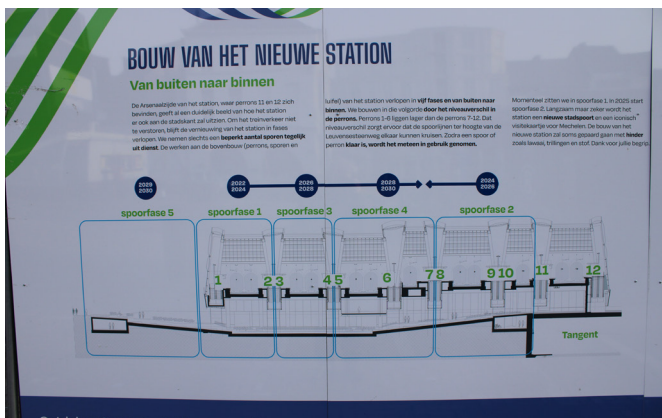 BOUW VAN HET NIEUWE STATION
Van buiten naar binnen
De Arsenaalzijde van het station, waar perrons 11 en 12 zich
bevinden, geeft al een duidelijk beeld van hoe het station
er ook aan de stadskant zal uitzien. Om het treinverkeer niet
te verstoren, blijft de vernieuwing van het station in fases
verlopen. We nemen slechts een beperkt aantal sporen tegelijk
uit dienst. De werken aan de bovenbouw (perrons, sporen en
luifel) van het station verlopen in vijf fases en van buiten naar
binnen. We bouwen in die volgorde door het niveauverschil in
de perrons. Perrons 1-6 liggen lager dan de perrons 7-12. Dat
niveauverschil zorgt ervoor dat de spoorlijnen ter hoogte van de
Leuvensesteenweg elkaar kunnen kruisen. Zodra een spoor of
perron klaar is, wordt het meteen in gebruik genomen.
Momenteel zitten we in spoorfase 1. In 2025 start
spoorfase 2. Langzaam maar zeker wordt het
station een nieuwe stadspoort en een iconisch
visitekaartje voor Mechelen. De bouw van het
nieuwe station zal soms gepaard gaan met hinder
zoals lawaai, trillingen en stof. Dank voor jullie begrip.
2029
2030
2022
2024
2026
2028
2028
2030
2024
2026
spoorfase 5
spoorfase 1
spoorfase 3
spoorfase 4
spoorfase 2
1 2 3 4 5 6 7 8 9 10 11 12
Tangent